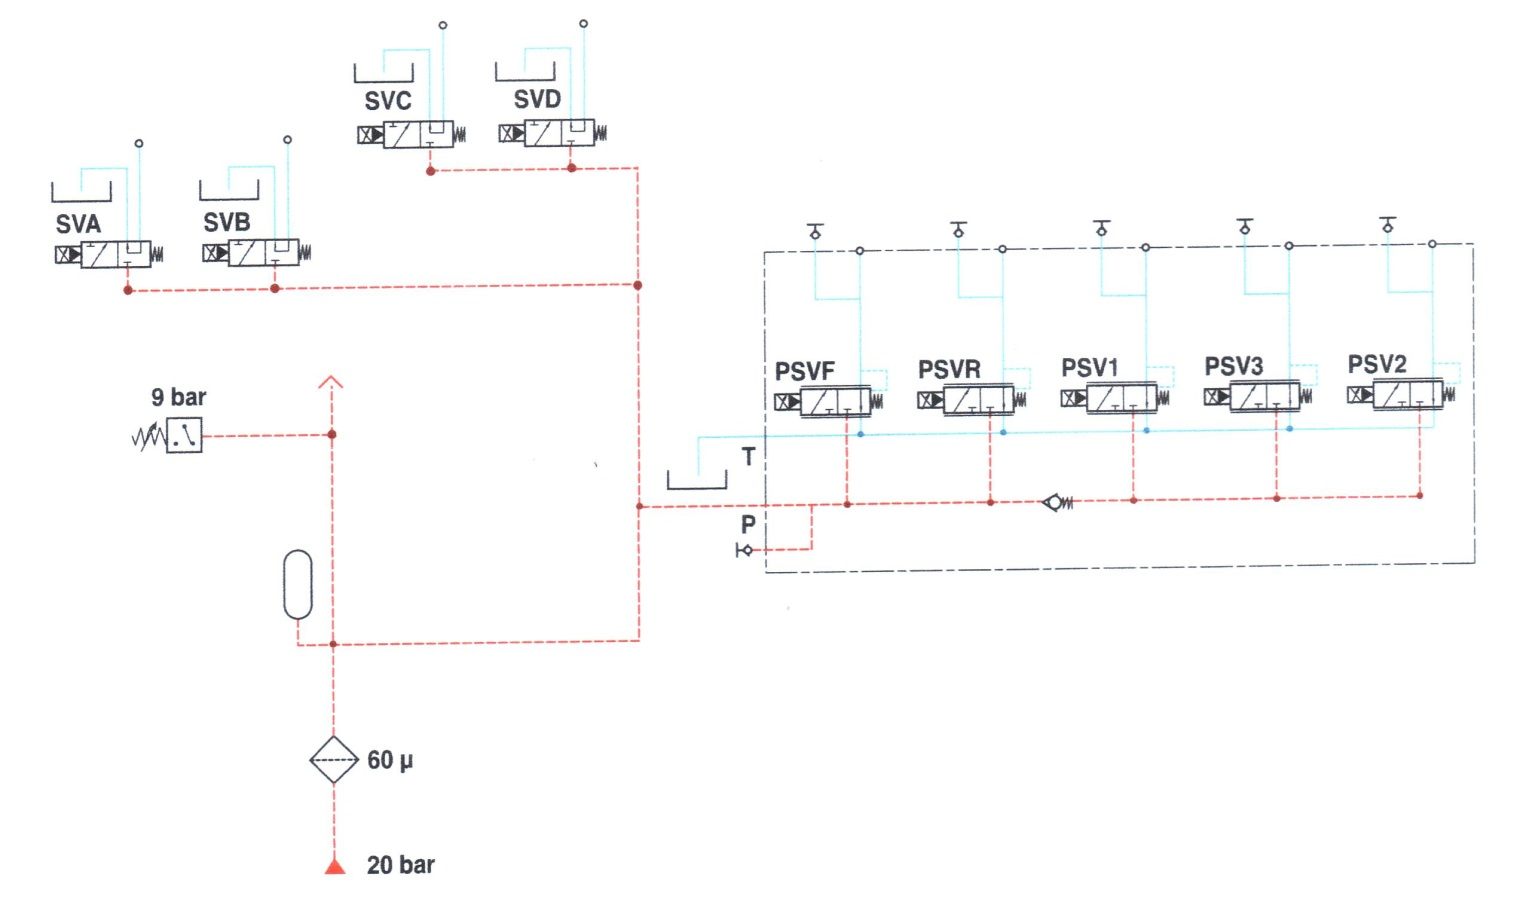 SVC
SVD
SVA
SVB
PSVF
PSVR
PSV1
PSV3
PSV2
9 bar
T
P
60 µ
20 bar